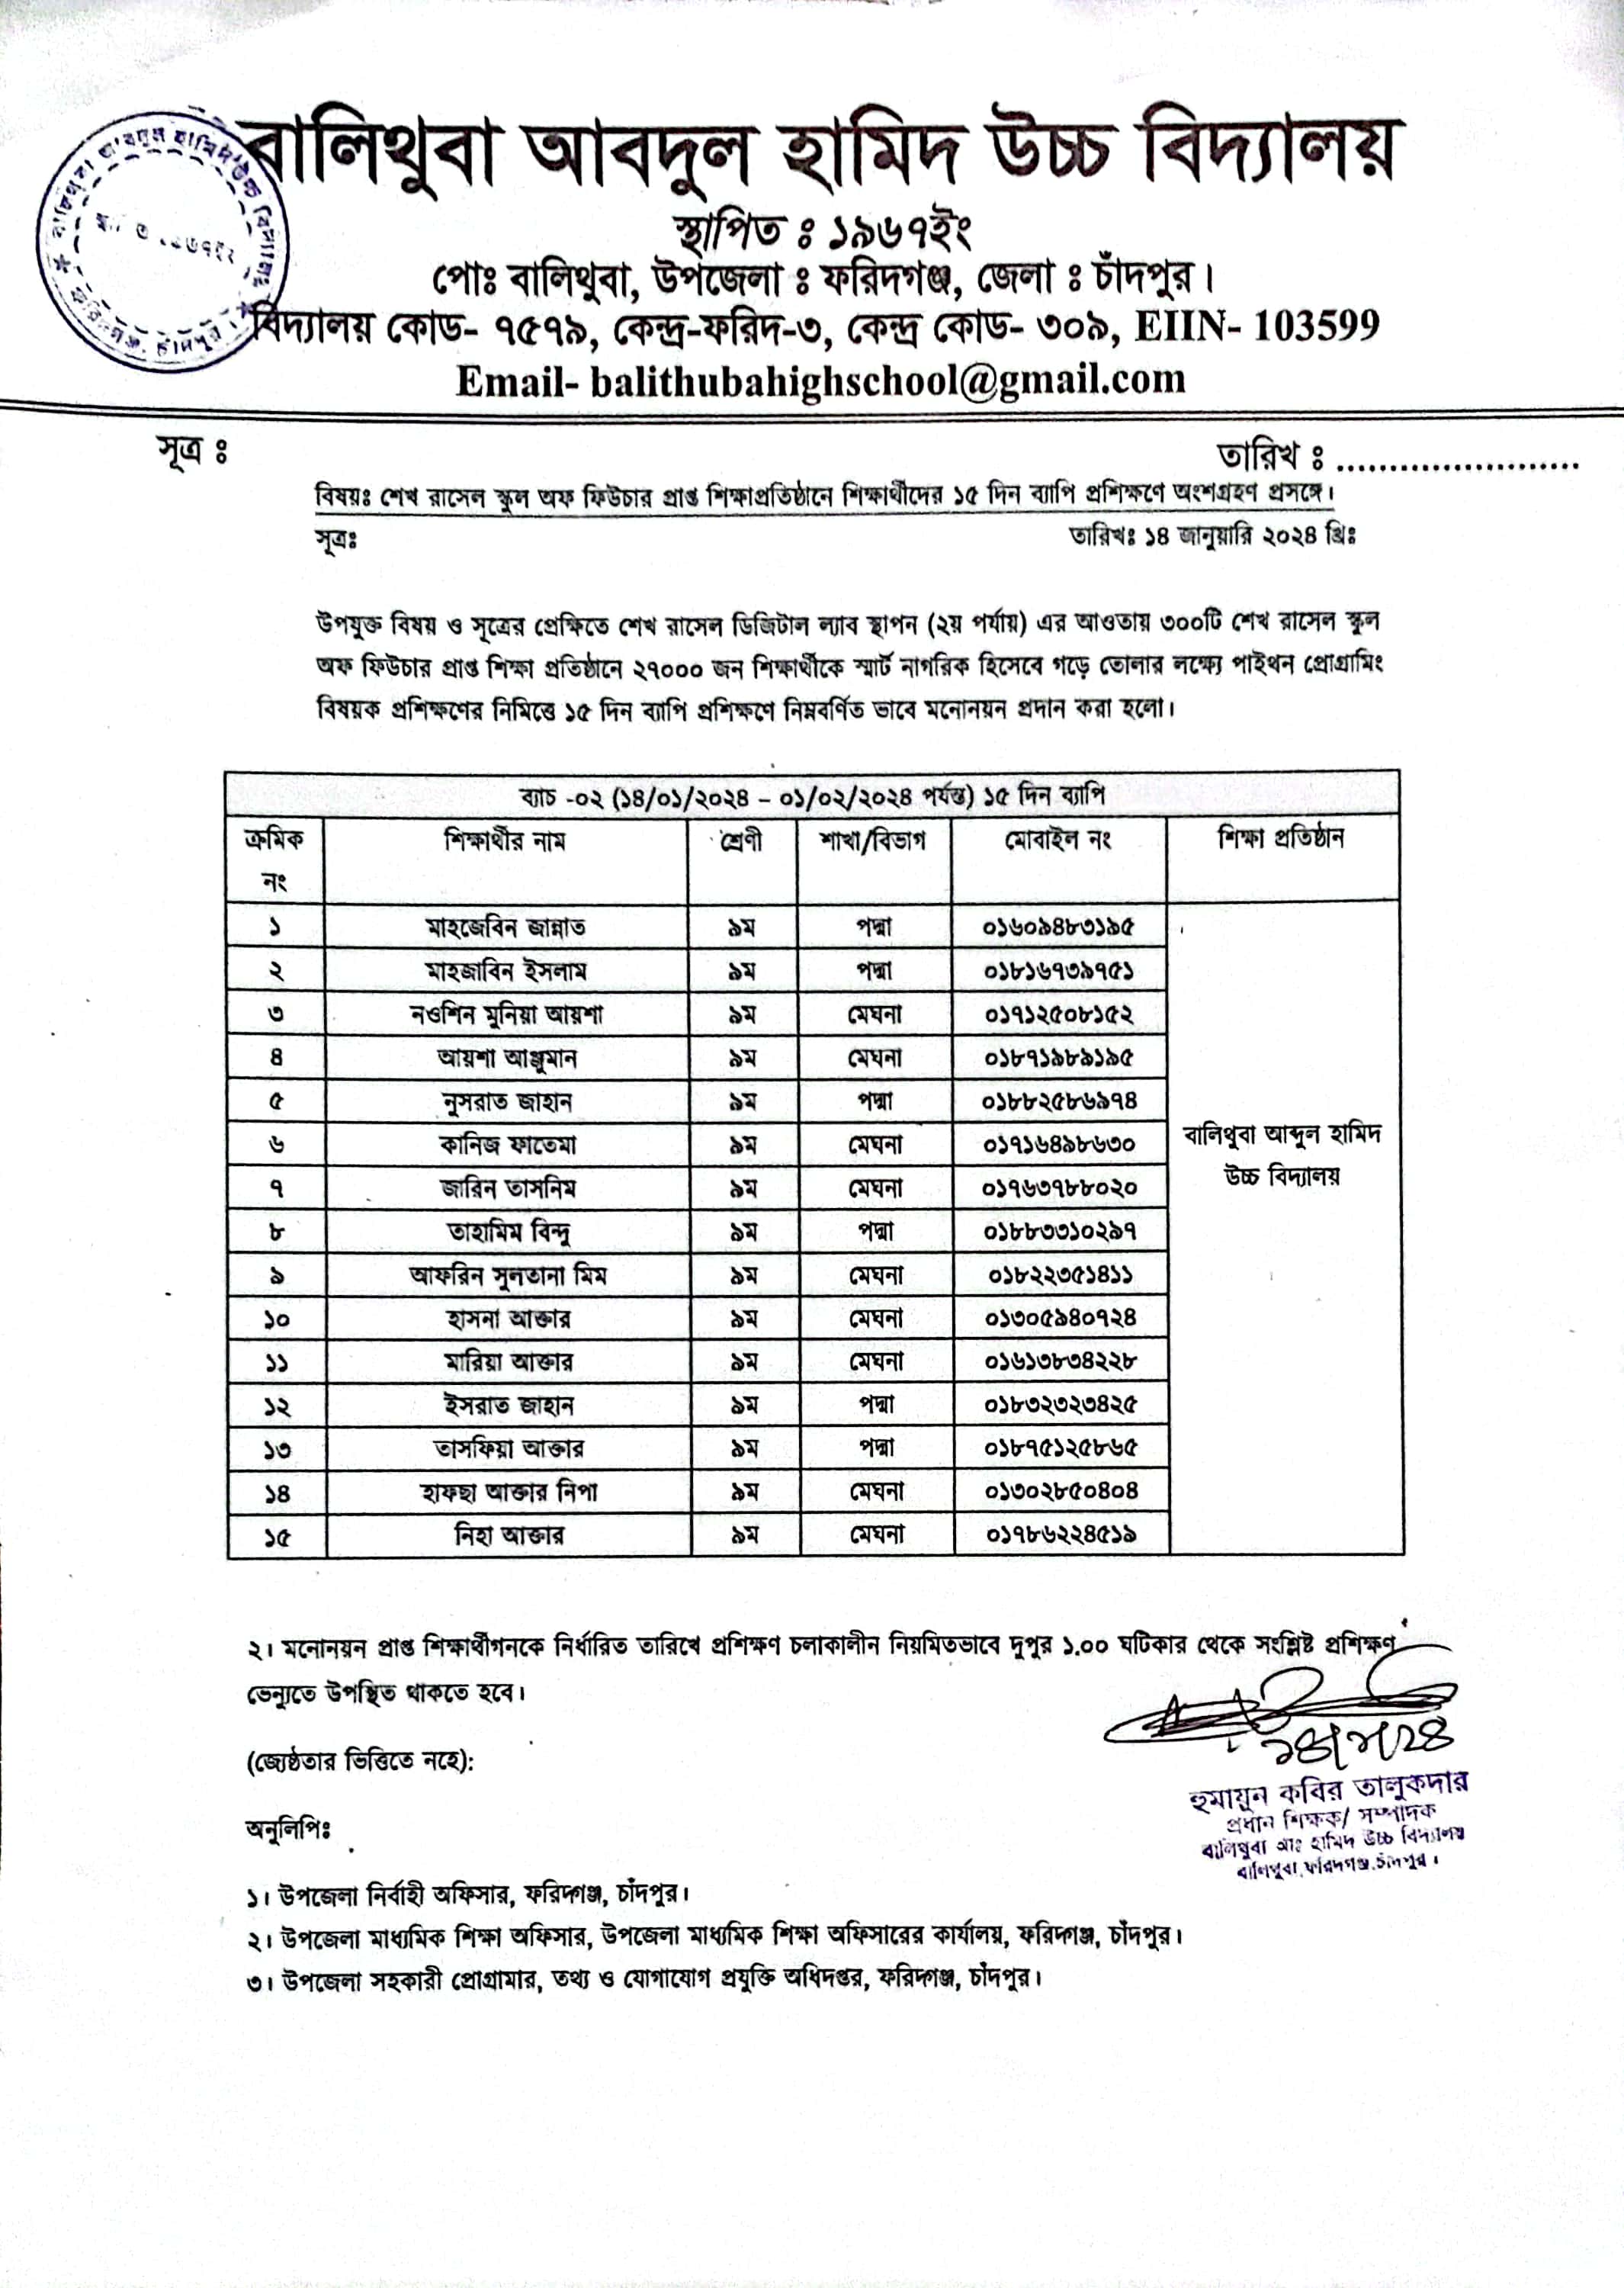 বালিথুবা আবদুল হামিদ উচ্চ বিদ্যালয়
স্থাপিত ঃ ১৯৬৭ইং
পোঃ বালিথুবা, উপজেলা ঃ ফরিদগঞ্জ, জেলা ঃ চাঁদপুর।
বিদ্যালয় কোড- ৭৫৭৯, কেন্দ্র-ফরিদ-৩, কেন্দ্র কোড- ৩০৯, EIIN- 103599
Email- balithubahighschool@gmail.com
সূত্র ঃ তারিখ ঃ ........................
বিষয়ঃ শেখ রাসেল স্কুল অফ ফিউচার প্রাপ্ত শিক্ষাপ্রতিষ্ঠানে শিক্ষার্থীদের ১৫ দিন ব্যাপি প্রশিক্ষণে অংশগ্রহণ প্রসঙ্গে।
সূত্রঃ তারিখঃ ১৪ জানুয়ারি ২০২৪ খ্রিঃ
উপযুক্ত বিষয় ও সূত্রের প্রেক্ষিতে শেখ রাসেল ডিজিটাল ল্যাব স্থাপন (২য় পর্যায়) এর আওতায় ৩০০টি শেখ রাসেল স্কুল
অফ ফিউচার প্রাপ্ত শিক্ষা প্রতিষ্ঠানে ২৭০০০ জন শিক্ষার্থীকে স্মার্ট নাগরিক হিসেবে গড়ে তোলার লক্ষ্যে পাইথন প্রোগ্রামিং
বিষয়ক প্রশিক্ষণের নিমিত্তে ১৫ দিন ব্যাপি প্রশিক্ষণে নিম্নবর্ণিত ভাবে মনোনয়ন প্রদান করা হলো।
ব্যাচ -০২ (১৪/০১/২০২৪ – ০১/০২/২০২৪ পর্যন্ত) ১৫ দিন ব্যাপি
ক্রমিক নং শিক্ষার্থীর নাম শ্রেণী শাখা/বিভাগ মোবাইল নং শিক্ষা প্রতিষ্ঠান
১ মাহজেবিন জান্নাত ৯ম পদ্মা ০১৬০৯৪৮৩১৯৫
২ মাহজাবিন ইসলাম ৯ম পদ্মা ০১৮১৬৭৩৯৭৫১
৩ নওশিন মুনিয়া আয়শা ৯ম মেঘনা ০১৭১২৫০৮১৫২
৪ আয়শা আঞ্জুমান ৯ম মেঘনা ০১৮৭১৯৮৯১৯৫
৫ নুসরাত জাহান ৯ম পদ্মা ০১৮৮২৫৮৬৯৭৪
৬ কানিজ ফাতেমা ৯ম মেঘনা ০১৭১৬৪৯৮৬৩০
৭ জারিন তাসনিম ৯ম মেঘনা ০১৭৬৩৭৮৮০২০
৮ তাহামিম বিন্দু ৯ম পদ্মা ০১৮৮৩৩১০২৯৭
৯ আফরিন সুলতানা মিম ৯ম মেঘনা ০১৮২২৩৫১৪১১
১০ হাসনা আক্তার ৯ম মেঘনা ০১৩০৫৯৪০৭২৪
১১ মারিয়া আক্তার ৯ম মেঘনা ০১৬১৩৮৩৪২২৮
১২ ইসরাত জাহান ৯ম পদ্মা ০১৮৩২৩২৩৪২৫
১৩ তাসফিয়া আক্তার ৯ম পদ্মা ০১৮৭৫১২৫৮৬৫
১৪ হাফছা আক্তার নিপা ৯ম মেঘনা ০১৩০২৮৫০৪০৪
১৫ নিহা আক্তার ৯ম মেঘনা ০১৭৮৬২২৪৫১৯
বালিথুবা আব্দুল হামিদ
উচ্চ বিদ্যালয়
২। মনোনয়ন প্রাপ্ত শিক্ষার্থীগনকে নির্ধারিত তারিখে প্রশিক্ষণ চলাকালীন নিয়মিতভাবে দুপুর ১.০০ ঘটিকার থেকে সংশ্লিষ্ট প্রশিক্ষণ
ভেন্যুতে উপস্থিত থাকতে হবে।
(জ্যেষ্ঠতার ভিত্তিতে নহে):
হুমায়ূন কবির তালুকদার
প্রধান শিক্ষক/ সম্পাদক
বালিথুবা আঃ হামিদ উচ্চ বিদ্যালয়
বালিথুবা,ফরিদগঞ্জ,চাঁদপুর।
অনুলিপিঃ
১। উপজেলা নির্বাহী অফিসার, ফরিদগঞ্জ, চাঁদপুর।
২। উপজেলা মাধ্যমিক শিক্ষা অফিসার, উপজেলা মাধ্যমিক শিক্ষা অফিসারের কার্যালয়, ফরিদগঞ্জ, চাঁদপুর।
৩। উপজেলা সহকারী প্রোগ্রামার, তথ্য ও যোগাযোগ প্রযুক্তি অধিদপ্তর, ফরিদগঞ্জ, চাঁদপুর।